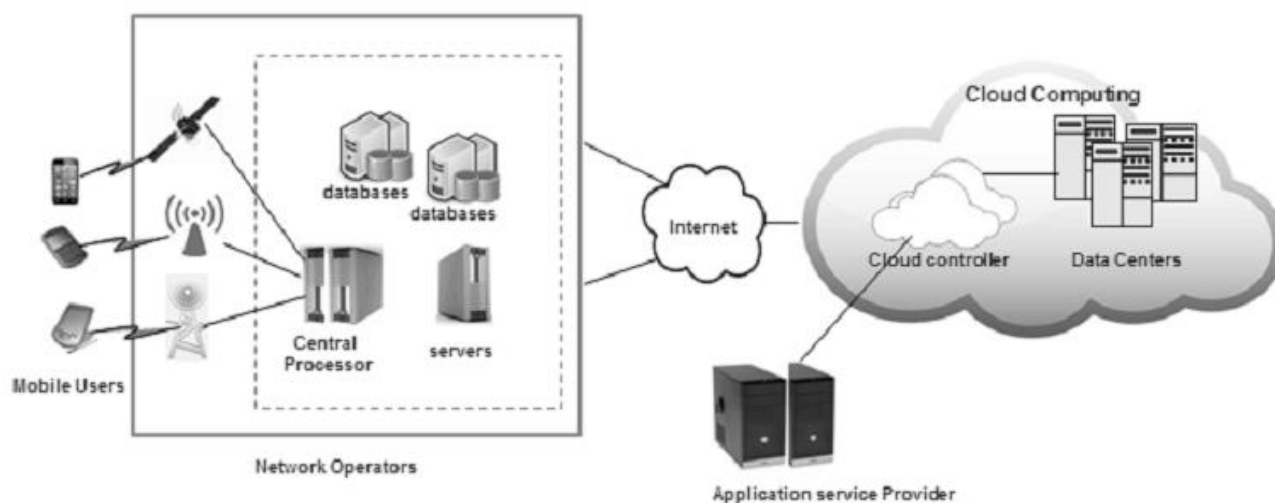 Cloud Computing
databases
databases
Internet
Cloud controller
Data Centers
Central
Processor
servers
Mobile Users
Network Operators
Application service Provider